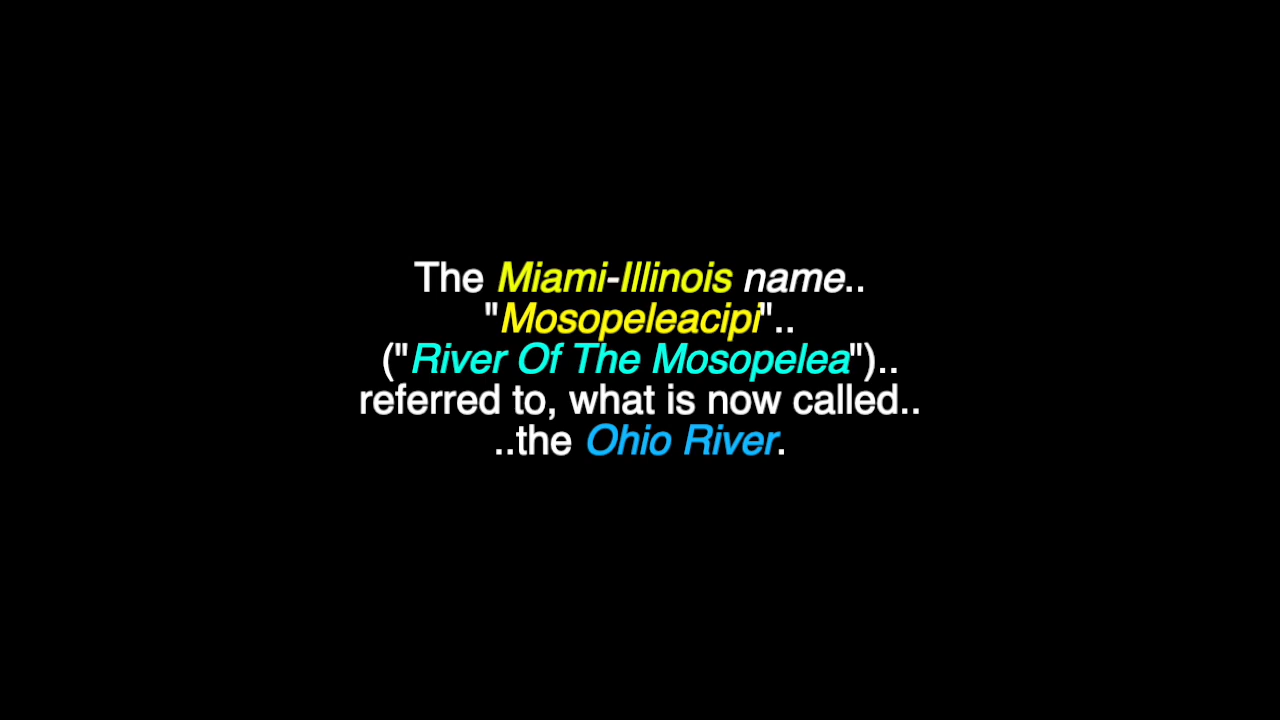 The Miami-Illinois name..
"Mosopeleacipi"..
("River Of The Mosopelea")..
referred to, what is now called..
..the Ohio River.